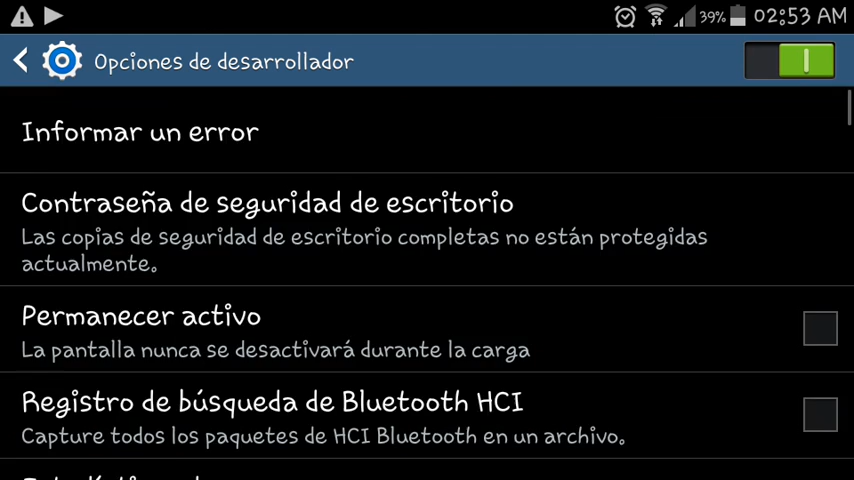 39% 02:53 AM
Opciones de desarrollador
Informar un error
Contraseña de seguridad de escritorio
Las copias de seguridad de escritorio completas no están protegidas
actualmente.
Permanecer activo
La pantalla nunca se desactivará durante la carga
Registro de búsqueda de Bluetooth HCI
Capture todos los paquetes de HCI Bluetooth en un archivo.